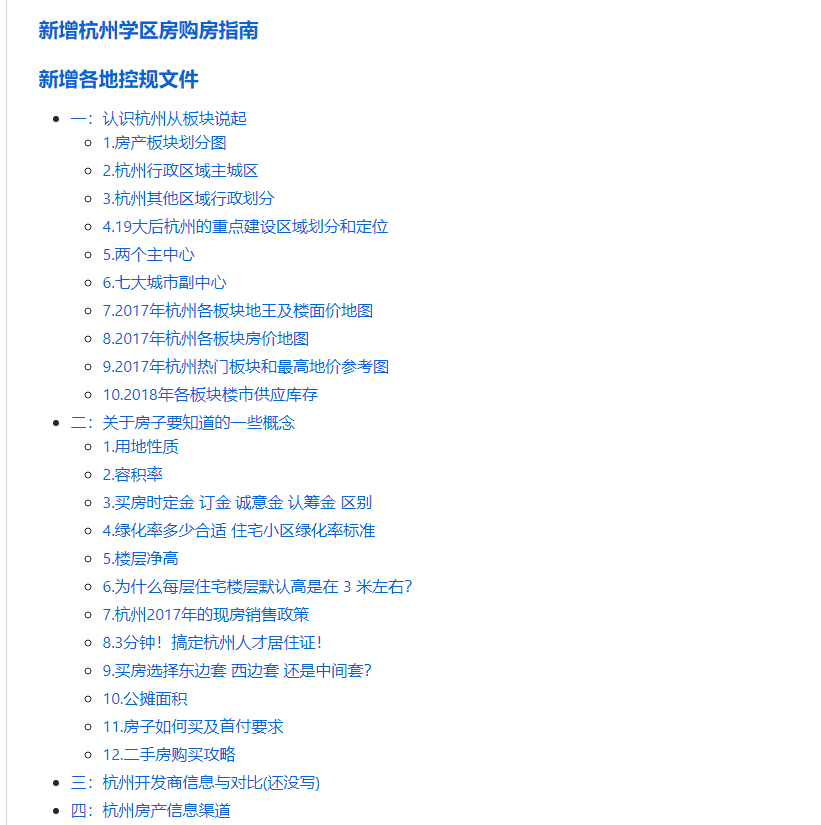 新增杭州学区房购房指南
新增各地控规文件
一：认识杭州从板块说起
1.房产板块划分图
2.杭州行政区域主城区
3.杭州其他区域行政划分
4.19大后杭州的重点建设区域划分和定位
5.两个主中心
6.七大城市副中心
7.2017年杭州各板块地王及楼面价地图
8.2017年杭州各板块房价地图
9.2017年杭州热门板块和最高地价参考图
10.2018年各板块楼市供应库存
二：关于房子要知道的一些概念
1.用地性质
2.容积率
3.买房时定金 订金 诚意金 认筹金 区别
4.绿化率多少合适 住宅小区绿化率标准
5.楼层净高
6.为什么每层住宅楼层默认高是在 3 米左右?
7.杭州2017年的现房销售政策
8.3分钟！搞定杭州人才居住证！
9.买房选择东边套 西边套 还是中间套?
10.公摊面积
11.房子如何买及首付要求
12.二手房购买攻略
三：杭州开发商信息与对比(还没写)
四：杭州房产信息渠道